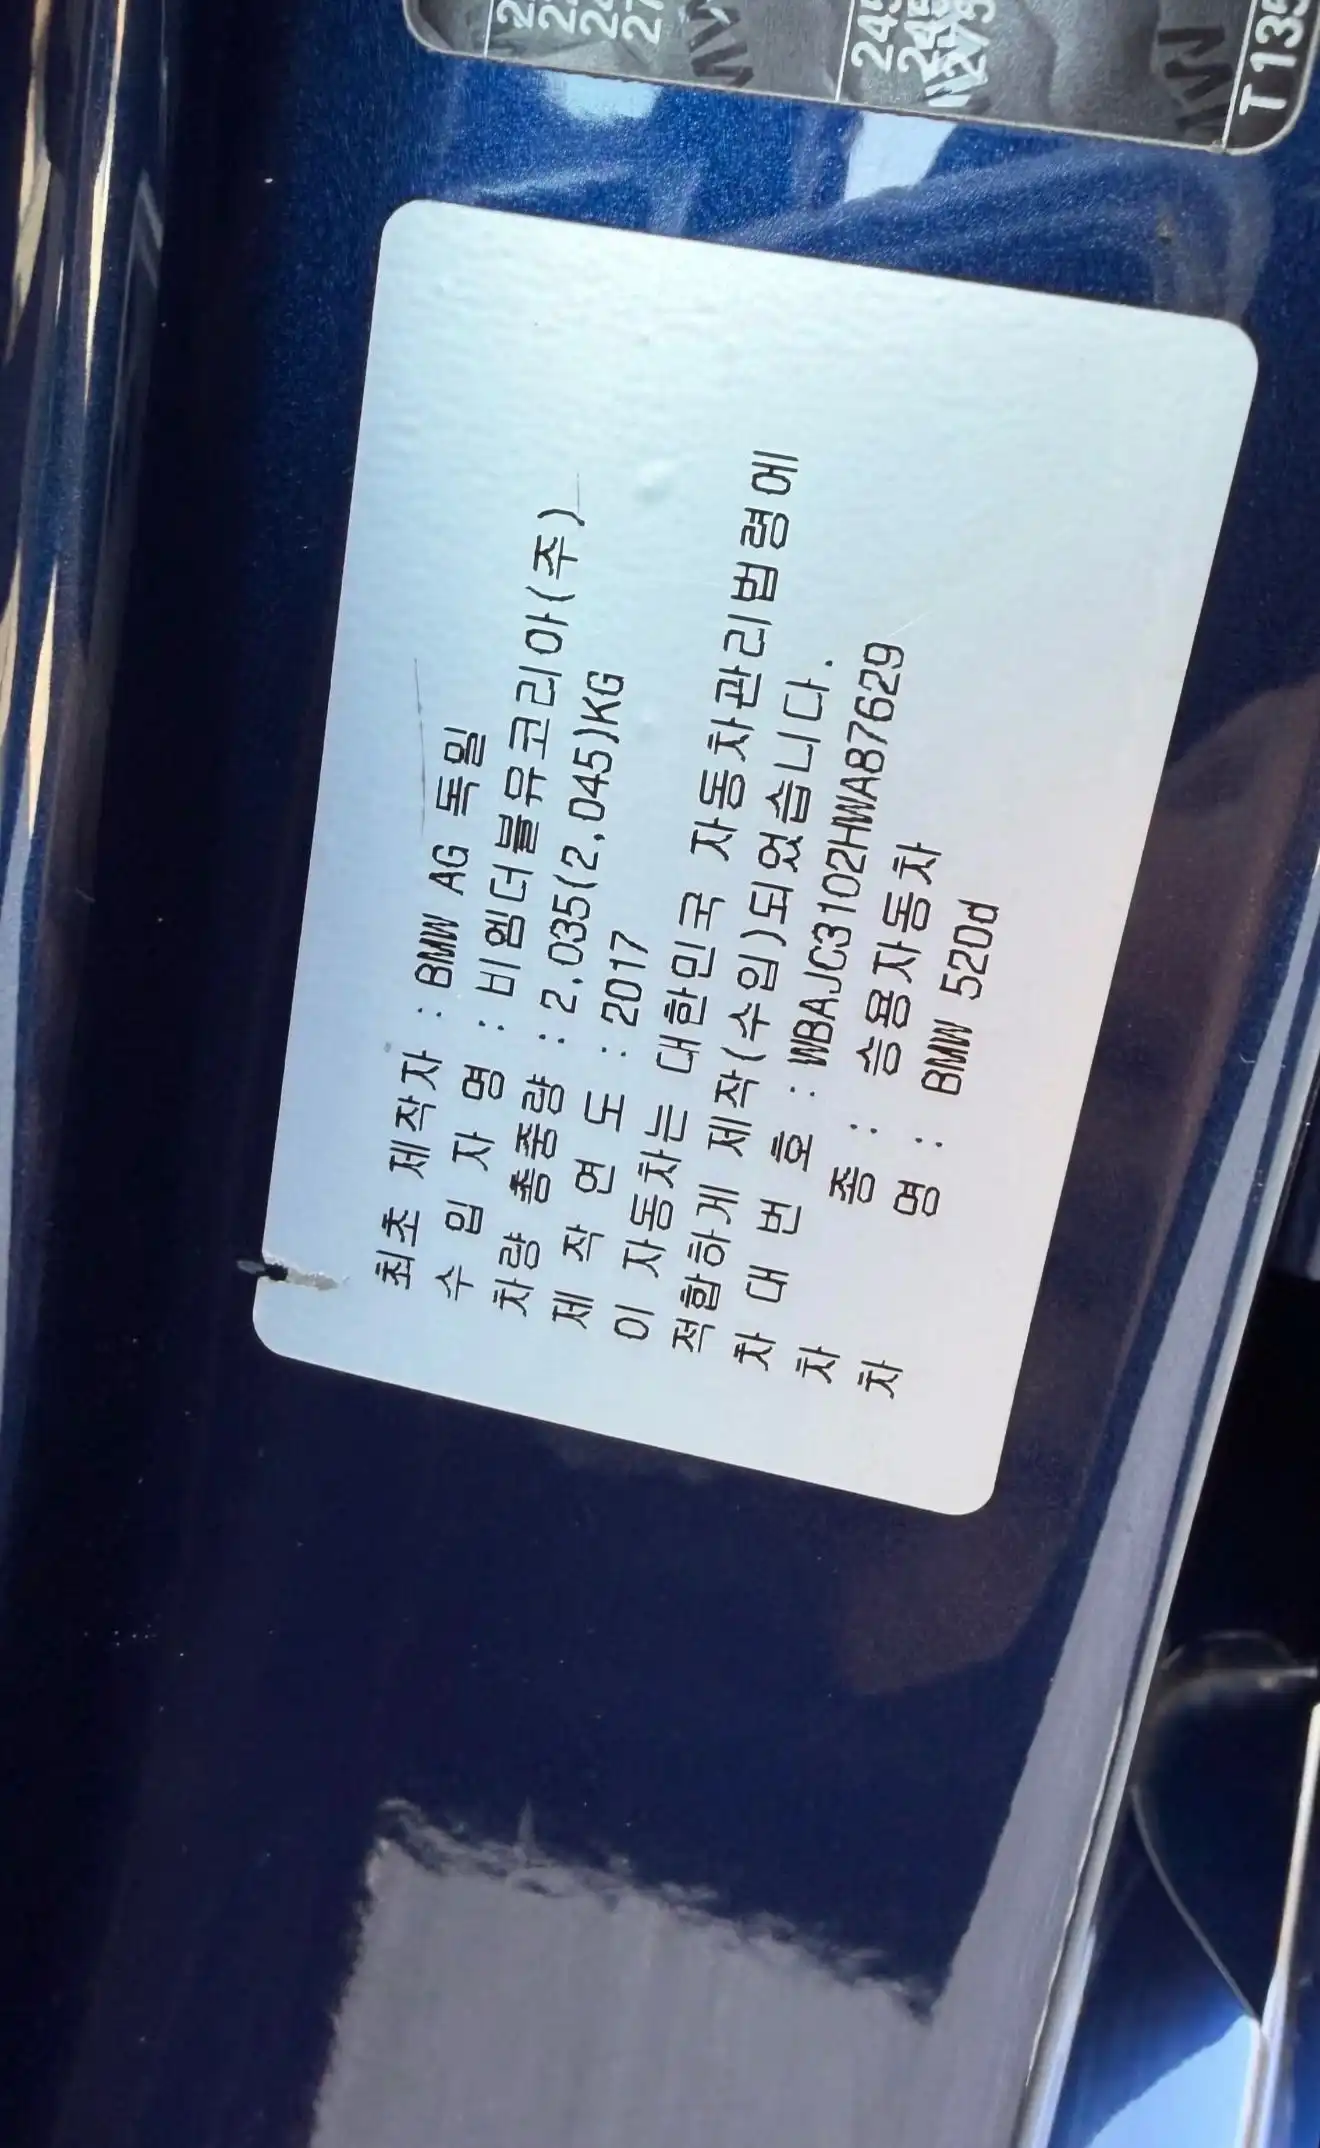 최초 제작자 : BMW AG 독일
수 입 자 명 : 비엠더블유코리아(주)
차량 총중량 : 2,035(2,045)KG
제 작 연 도 : 2017
이 자동차는 대한민국 자동차관리법령에
적합하게 제작(수입)되었습니다.
차 대 번 호 : WBAJC3102HWAB7629
차 종 : 승용자동차
차 명 : BMW 520d